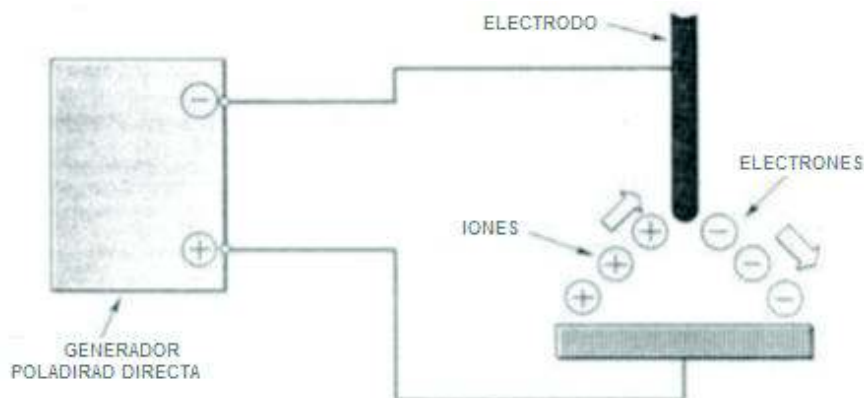 ELECTRODO
ELECTRONES
IONES
GENERADOR
POLADIRAD DIRECTA